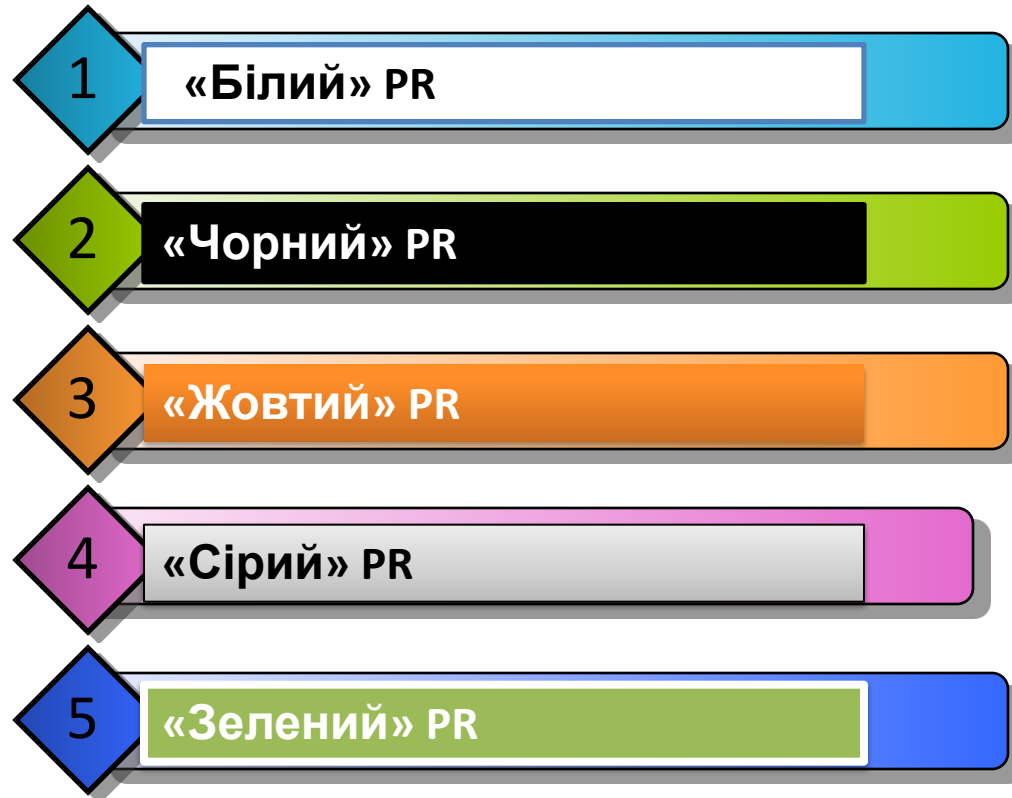 1 «Білий» PR
2 «Чорний» PR
3 «Жовтий» PR
4 «Сірий» PR
5 «Зелений» PR